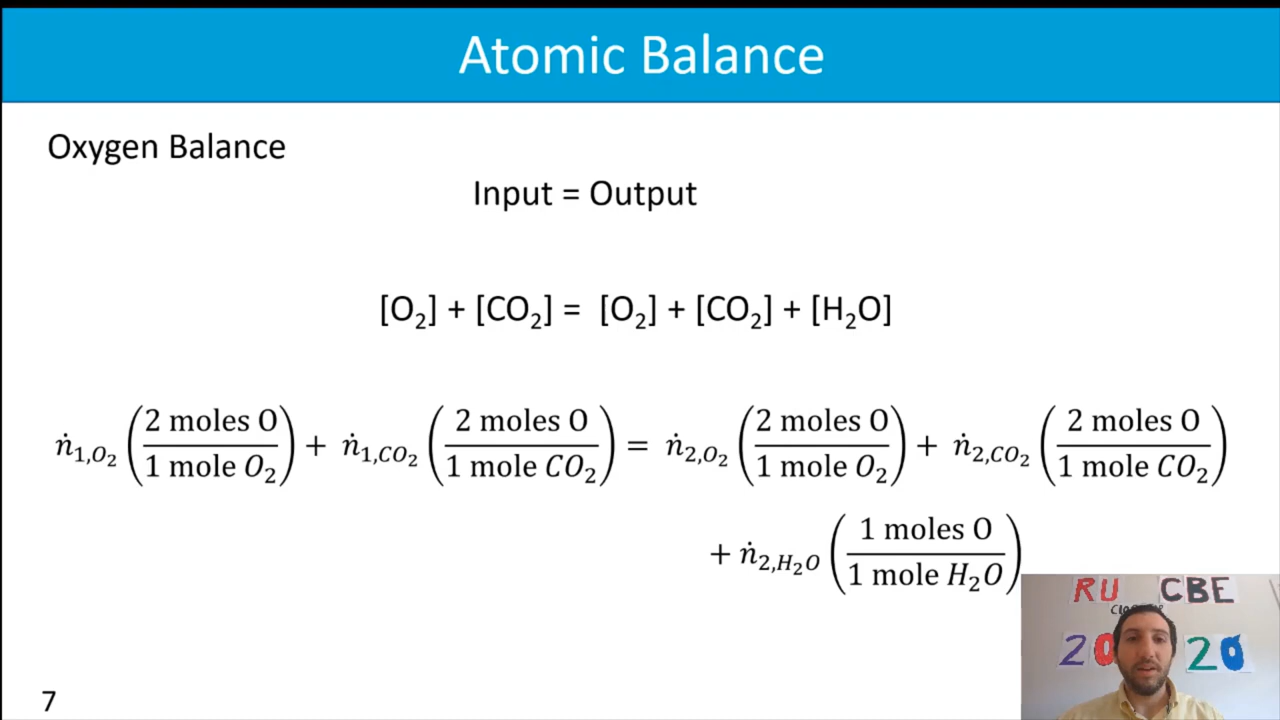 Atomic Balance
Oxygen Balance
Input = Output
[O₂] + [CO₂] = [O₂] + [CO₂] + [H₂O]
ṅ₁,O₂ (2 moles O / 1 mole O₂) + ṅ₁,CO₂ (2 moles O / 1 mole CO₂) = ṅ₂,O₂ (2 moles O / 1 mole O₂) + ṅ₂,CO₂ (2 moles O / 1 mole CO₂)
+ ṅ₂,H₂O (1 moles O / 1 mole H₂O)
RU CBE
20 20
7